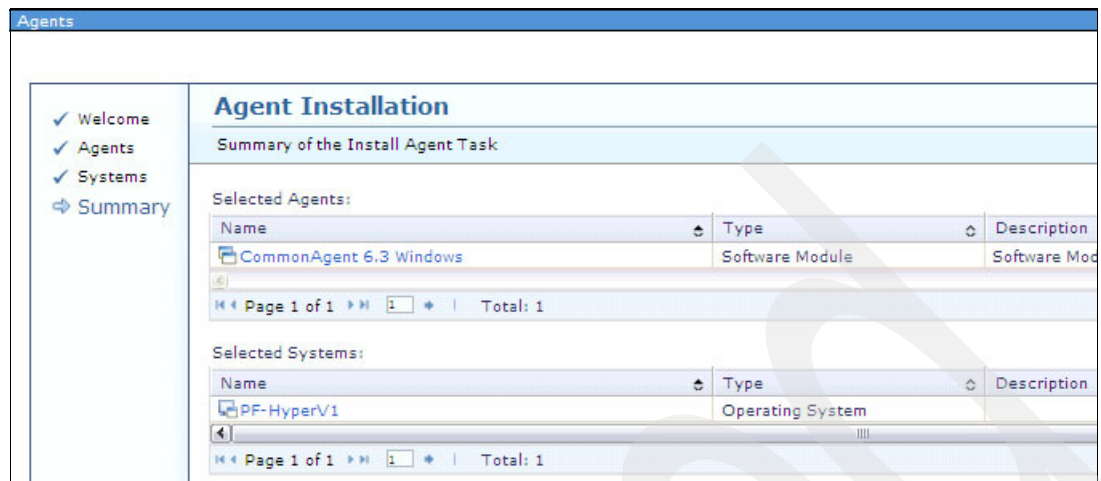 Agents
Welcome
Agents
Systems
Summary
Agent Installation
Summary of the Install Agent Task
Selected Agents:
Name Type Description
CommonAgent 6.3 Windows Software Module Software Mod
Page 1 of 1 1 Total: 1
Selected Systems:
Name Type Description
PF-HyperV1 Operating System
Page 1 of 1 1 Total: 1